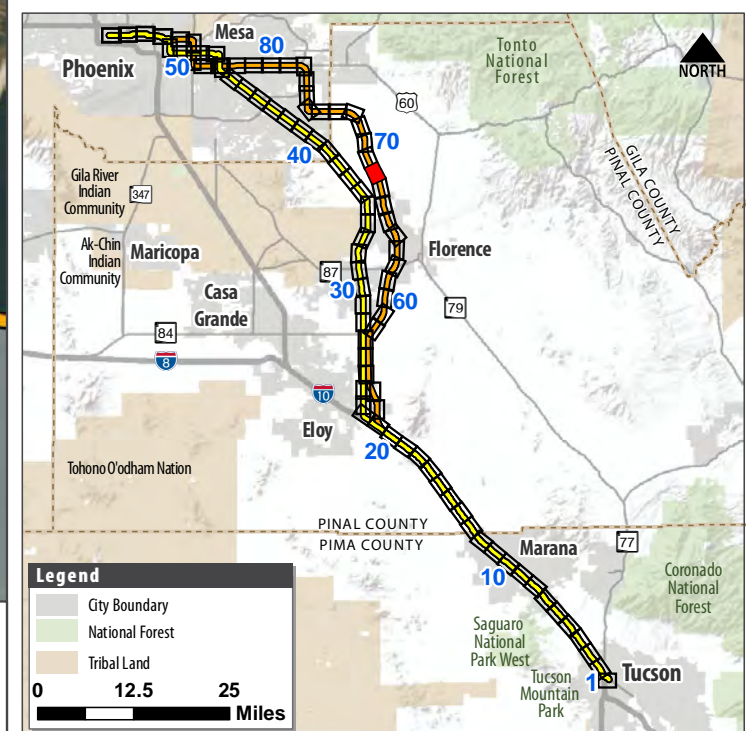 Mesa
80
Tonto
National
Forest
NORTH
Phoenix
50
60
70
40
GILA COUNTY
PINAL COUNTY
Gila River
Indian
Community
347
Ak-Chin
Indian
Community
Maricopa
Florence
87
30
60
Casa
Grande
79
84
8
10
Eloy
20
Tohono O'odham Nation
PINAL COUNTY
PIMA COUNTY
Marana
77
10
Coronado
National
Forest
Saguaro
National
Park West
Tucson
Mountain
Park
1
Tucson
Legend
City Boundary
National Forest
Tribal Land
0 12.5 25
Miles